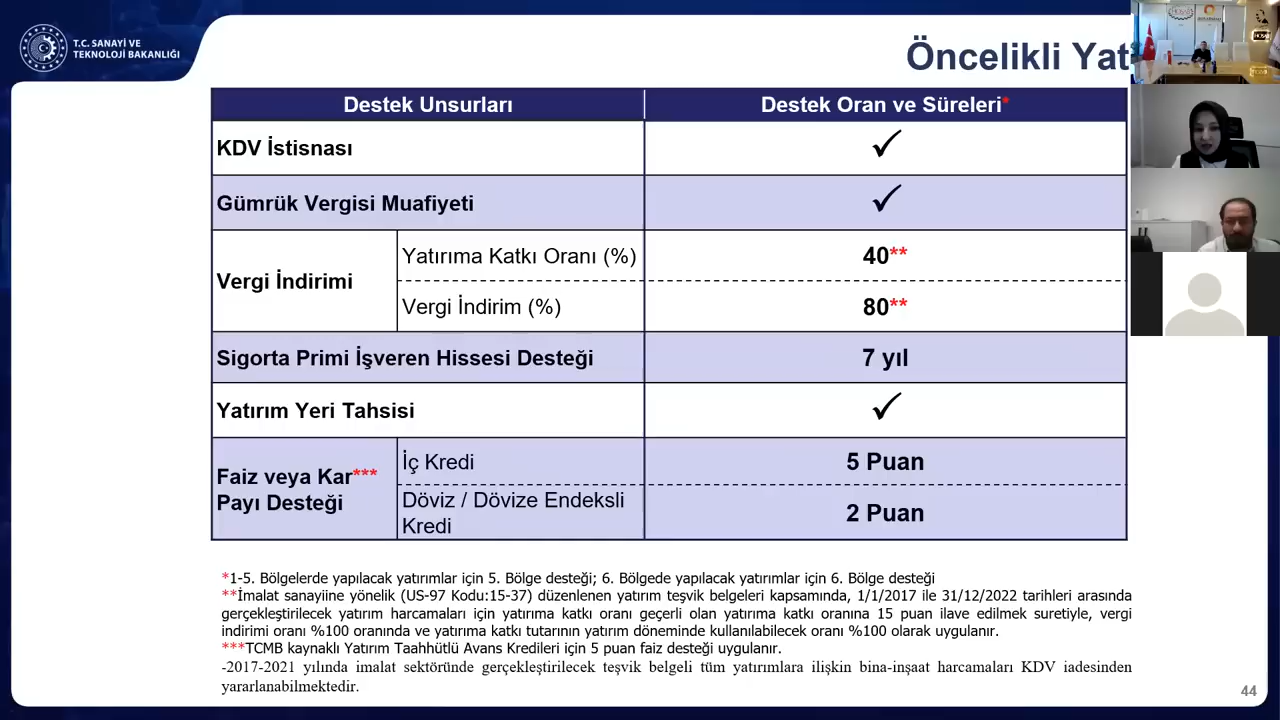 T.C. SANAYİ VE
TEKNOLOJİ BAKANLIĞI
Öncelikli Yat
Destek Unsurları
Destek Oran ve Süreleri*
KDV İstisnası
✓
Gümrük Vergisi Muafiyeti
✓
Vergi İndirimi
Yatırıma Katkı Oranı (%)
40**
Vergi İndirim (%)
80**
Sigorta Primi İşveren Hissesi Desteği
7 yıl
Yatırım Yeri Tahsisi
✓
Faiz veya Kar***
Payı Desteği
İç Kredi
5 Puan
Döviz / Dövize Endeksli
Kredi
2 Puan
*1-5. Bölgelerde yapılacak yatırımlar için 5. Bölge desteği; 6. Bölgede yapılacak yatırımlar için 6. Bölge desteği
**İmalat sanayiine yönelik (US-97 Kodu:15-37) düzenlenen yatırım teşvik belgeleri kapsamında, 1/1/2017 ile 31/12/2022 tarihleri arasında
gerçekleştirilecek yatırım harcamaları için yatırıma katkı oranı geçerli olan yatırıma katkı oranına 15 puan ilave edilmek suretiyle, vergi
indirimi oranı %100 oranında ve yatırıma katkı tutarının yatırım döneminde kullanılabilecek oranı %100 olarak uygulanır.
***TCMB kaynaklı Yatırım Taahhütlü Avans Kredileri için 5 puan faiz desteği uygulanır.
-2017-2021 yılında imalat sektöründe gerçekleştirilecek teşvik belgeli tüm yatırımlara ilişkin bina-inşaat harcamaları KDV iadesinden
yararlanabilmektedir.
44